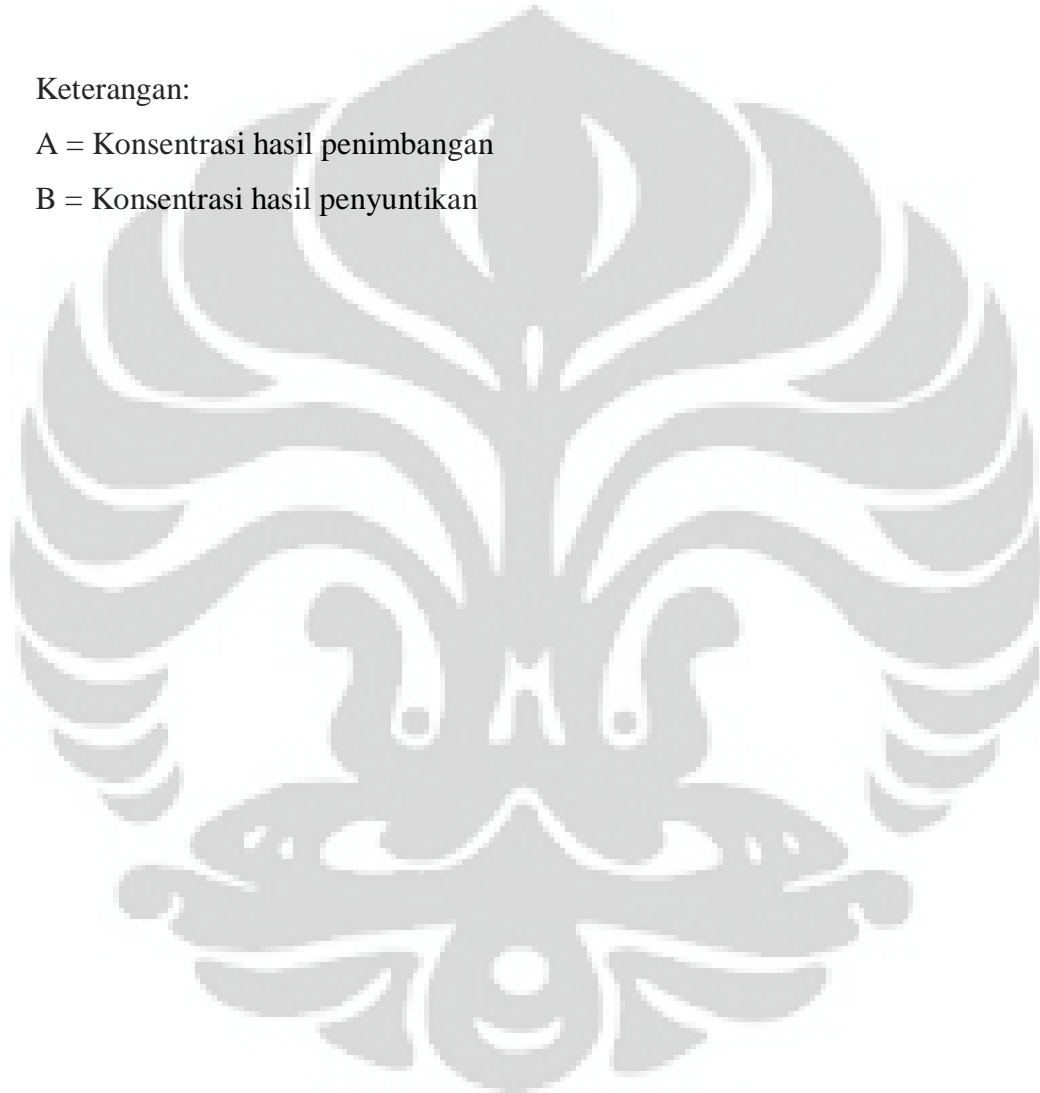 Keterangan:
A = Konsentrasi hasil penimbangan
B = Konsentrasi hasil penyuntikan